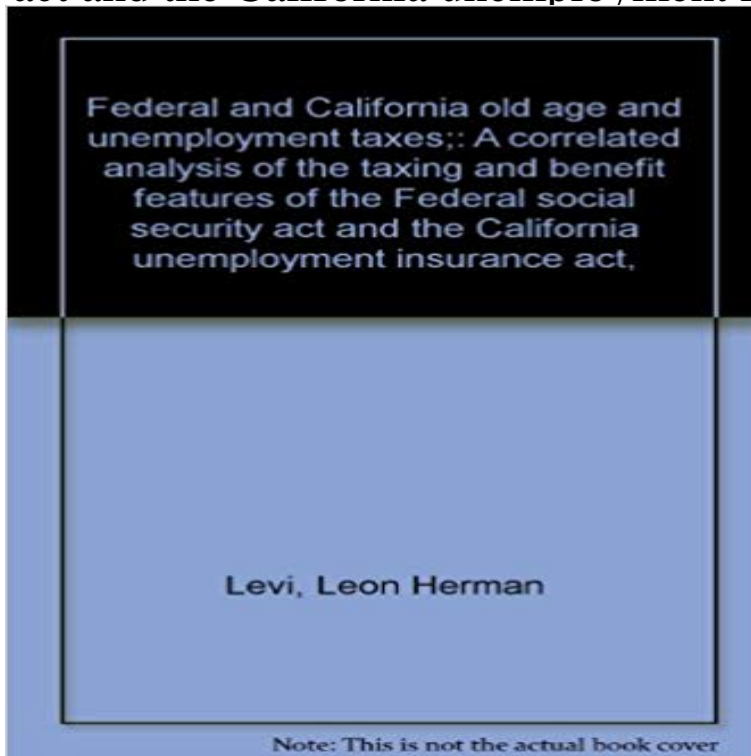 Federal and California old age and
unemployment taxes;: A correlated
analysis of the taxing and benefit
features of the Federal social
security act and the California
unemployment insurance act,
Levi, Leon Herman
Note: This is not the actual book cover